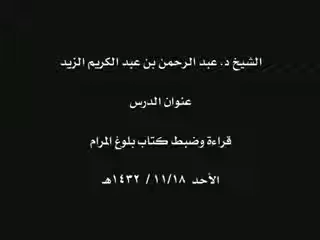 الشيخ د. عبد الرحمن بن عبد الكريم الزيد
عنوان الدرس
قراءة وضبط كتاب بلوغ المرام
الأحد ١١/١٨ / ١٤٣٢هـ